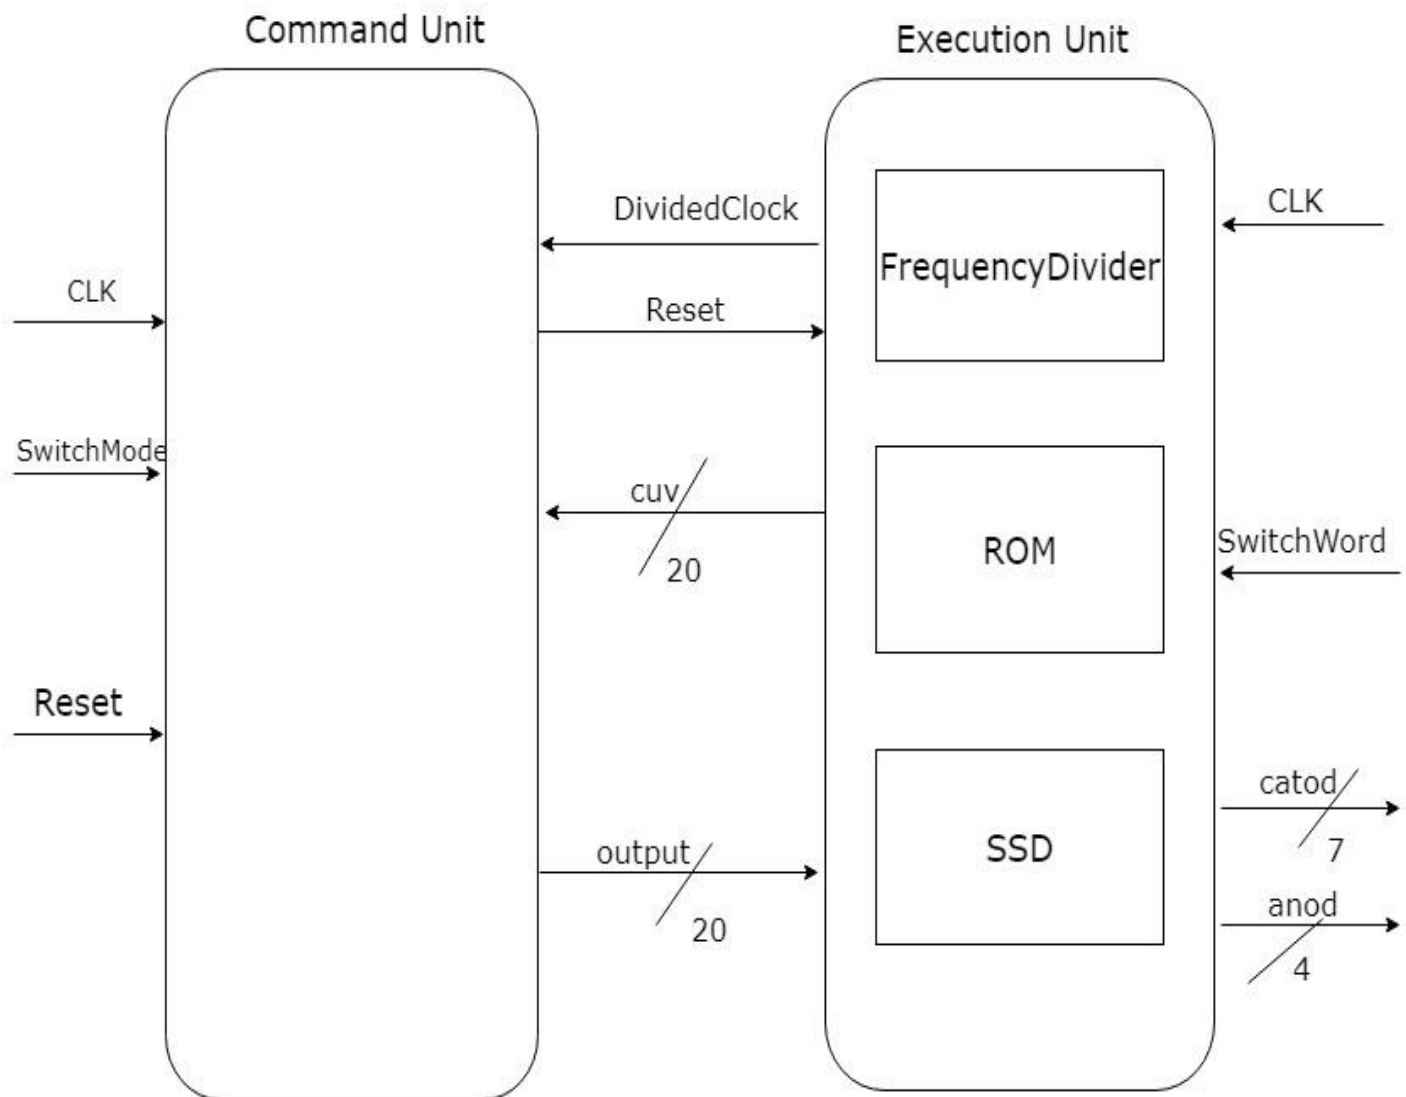 Command Unit
Execution Unit
DividedClock
CLK
FrequencyDivider
CLK
Reset
SwitchMode
cuv
20
ROM
SwitchWord
Reset
catod
7
output
20
SSD
anod
4